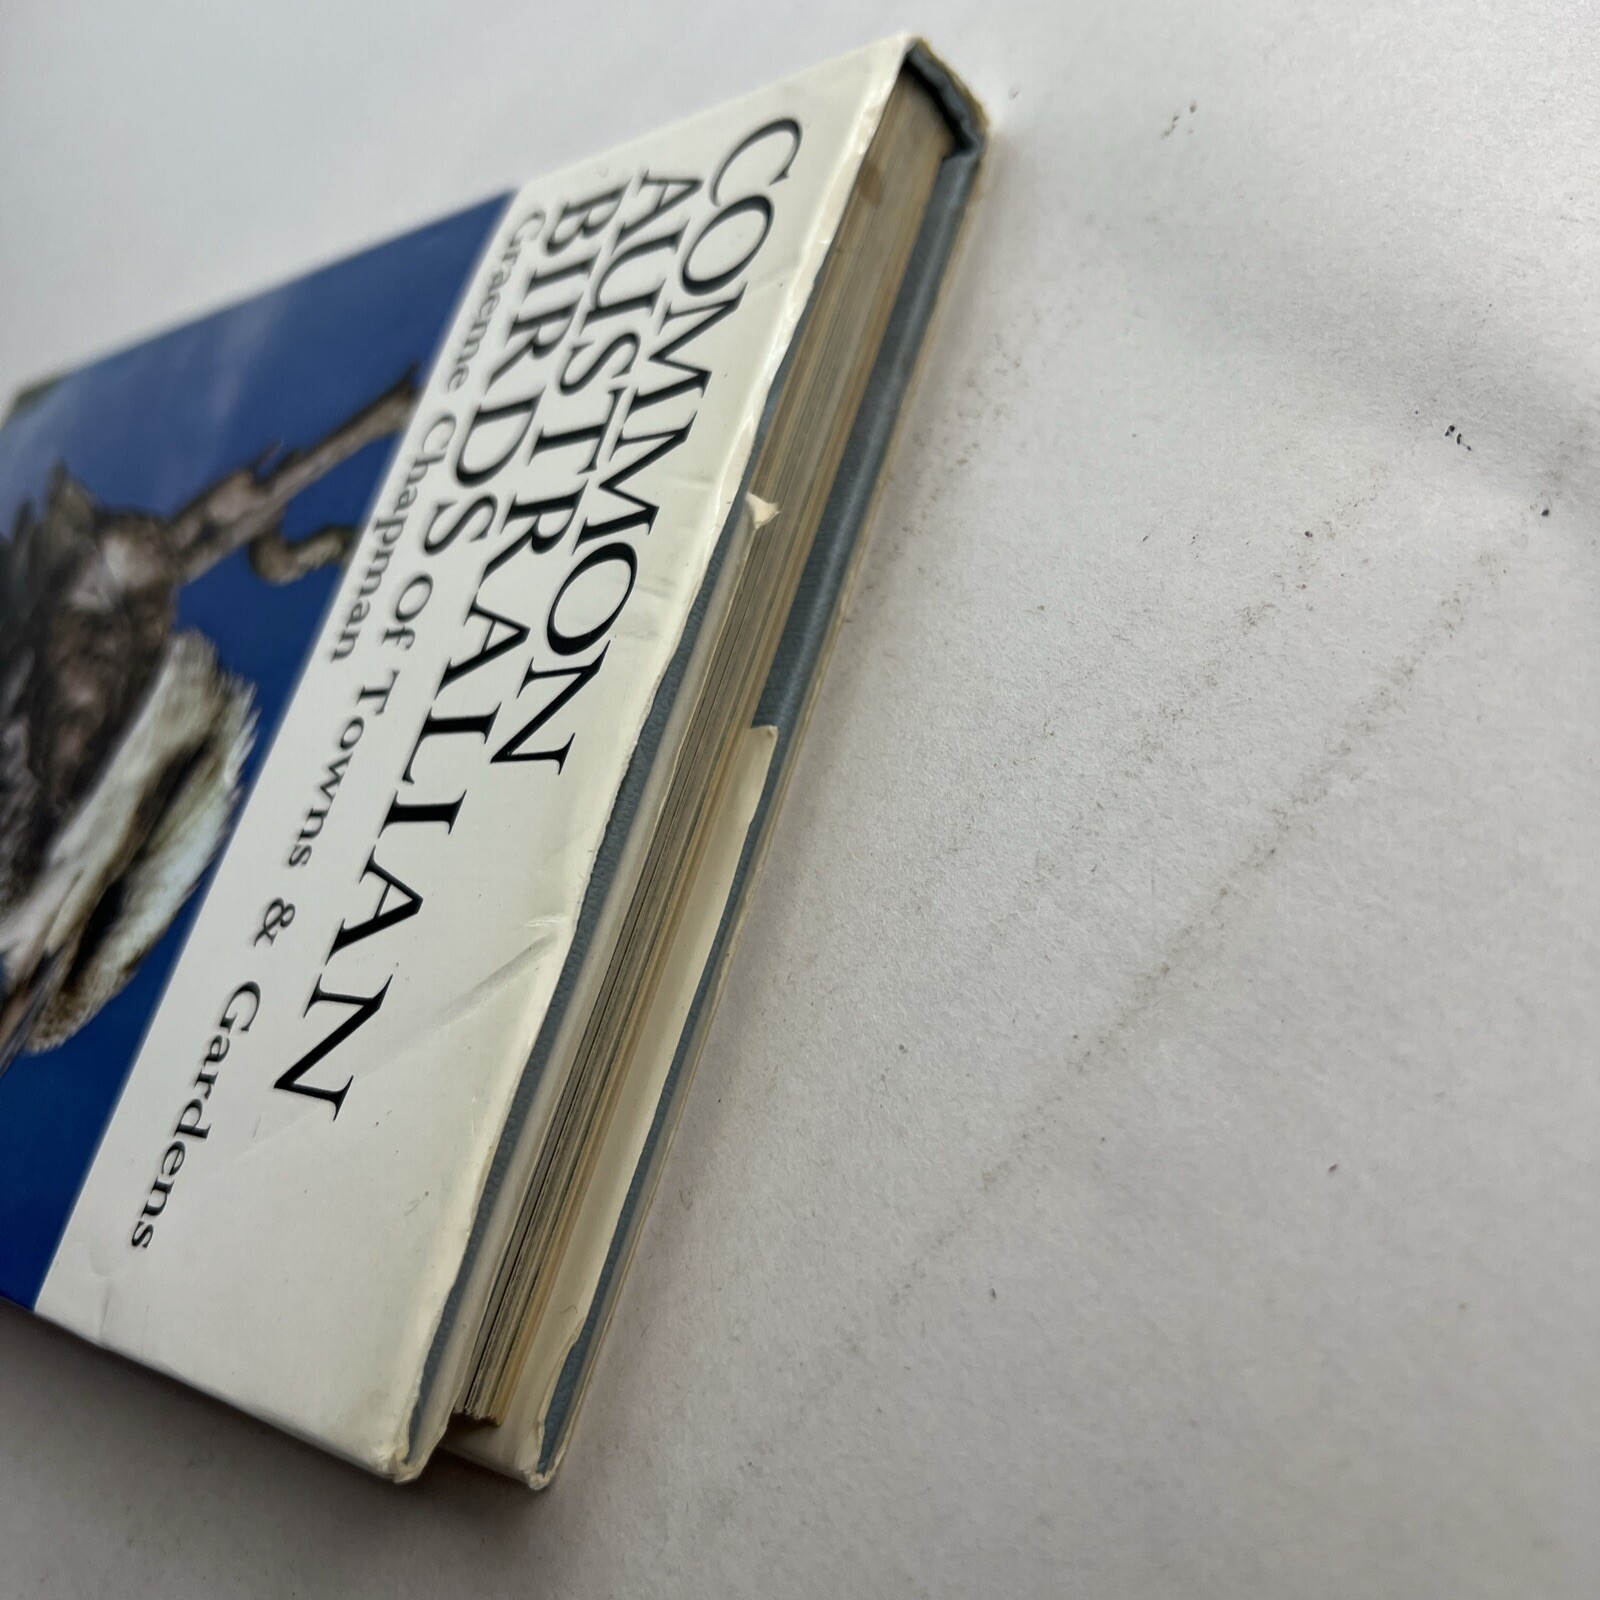 COMMON
AUSTRALIAN
BIRDS Of Towns & Gardens
Graeme Chapman